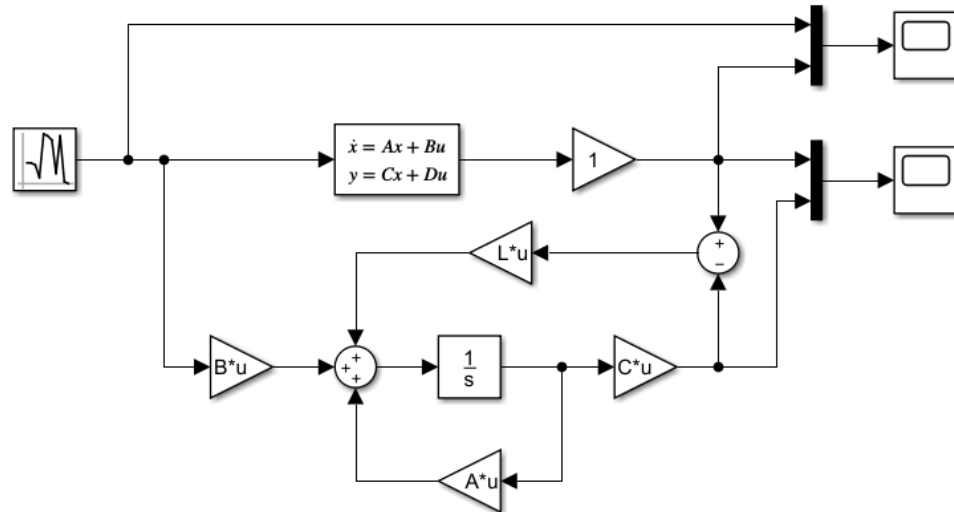 ẋ = Ax + Bu
y = Cx + Du
1
L*u
+
−
B*u
+
+
+
1
s
C*u
A*u